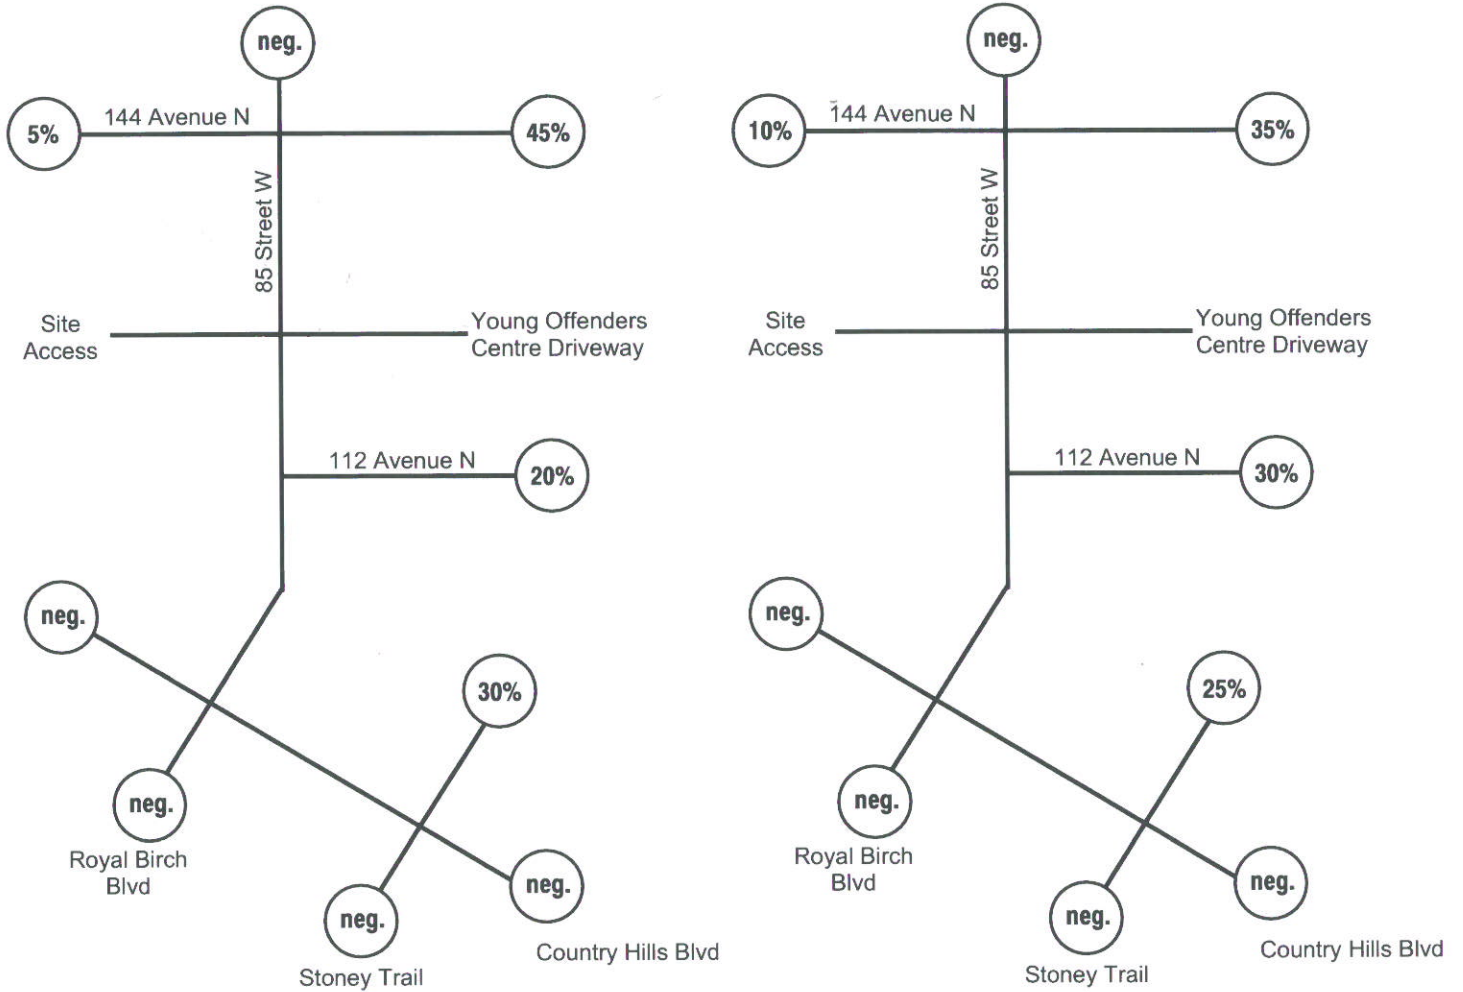 neg.
144 Avenue N
5%
45%
85 Street W
Site
Access
Young Offenders
Centre Driveway
112 Avenue N
20%
neg.
30%
neg.
Royal Birch
Blvd
neg.
neg.
Country Hills Blvd
Stoney Trail
neg.
144 Avenue N
10%
35%
85 Street W
Site
Access
Young Offenders
Centre Driveway
112 Avenue N
30%
neg.
25%
neg.
Royal Birch
Blvd
neg.
neg.
Country Hills Blvd
Stoney Trail